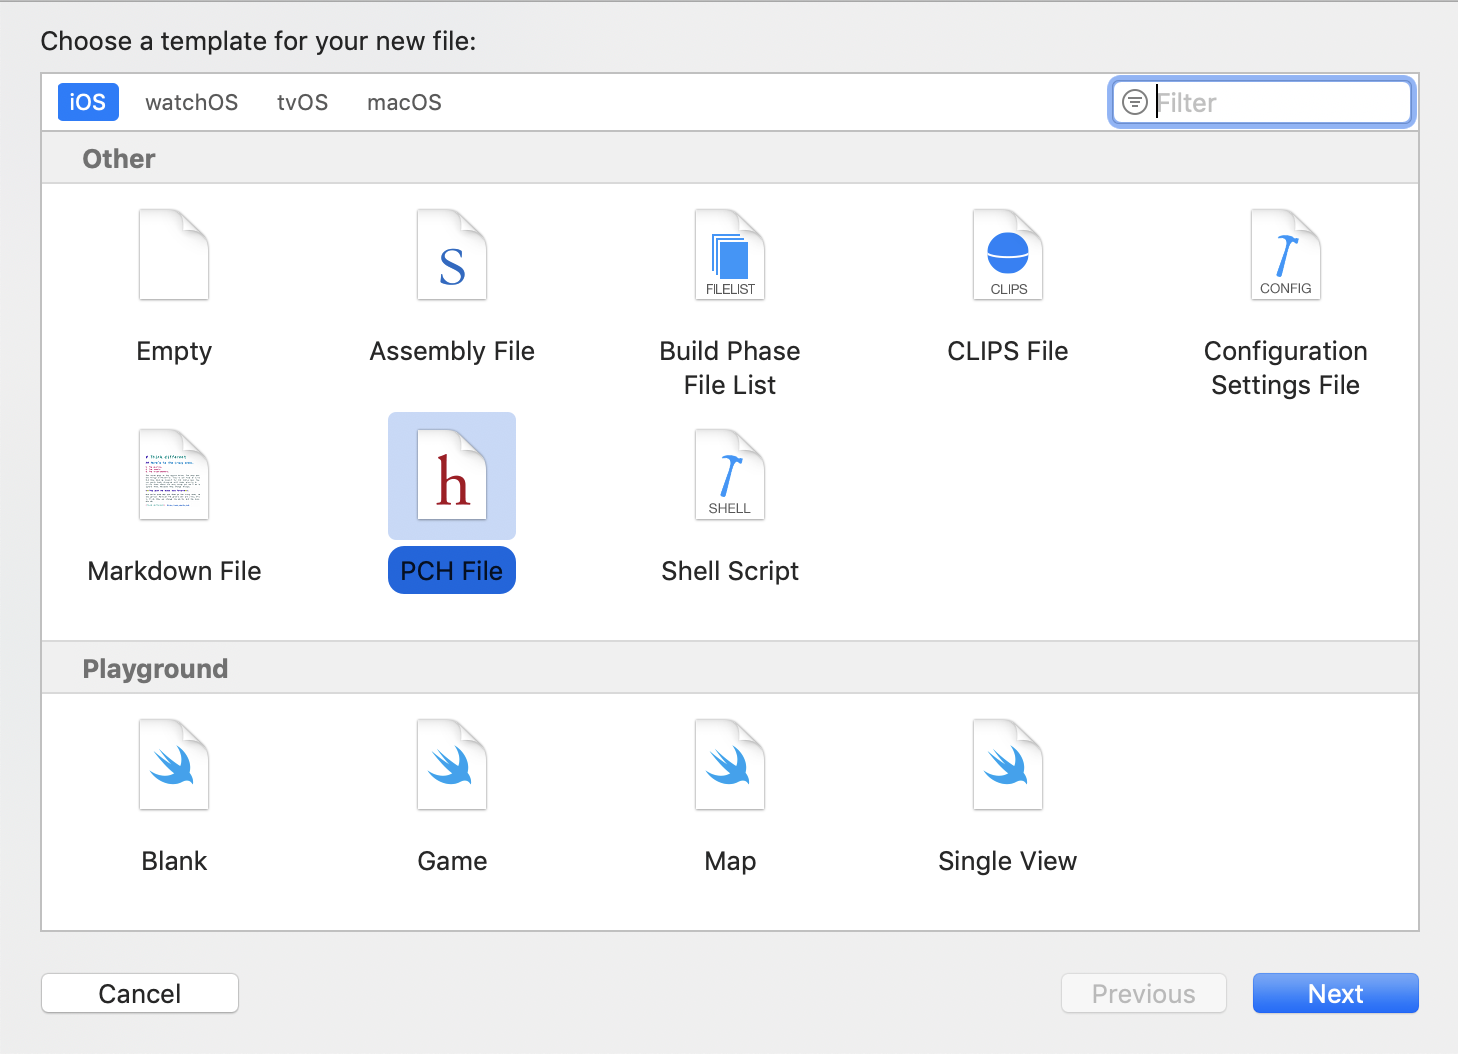 Choose a template for your new file:
iOS watchOS tvOS macOS Filter
Other
S FILELIST CLIPS CONFIG
Empty Assembly File Build Phase File List CLIPS File Configuration Settings File
h SHELL
Markdown File PCH File Shell Script
Playground
Blank Game Map Single View
Cancel Previous Next